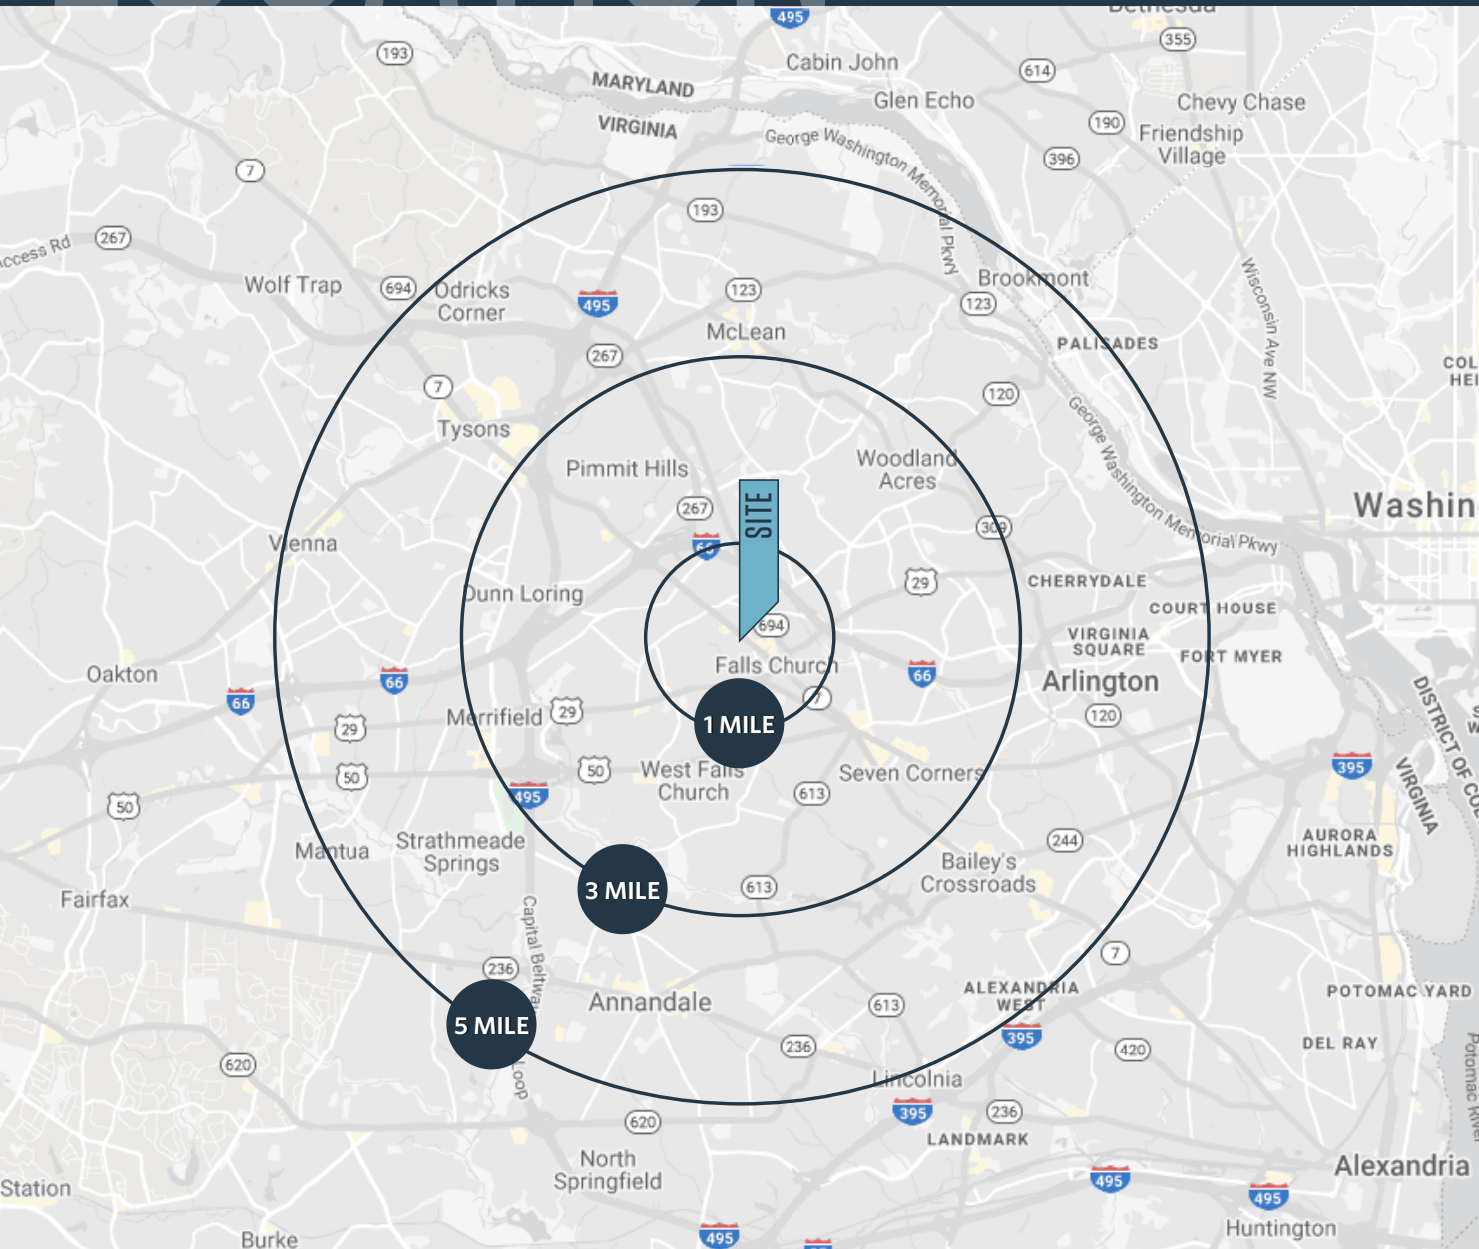 495
Bethesda
193
355
Cabin John
614
MARYLAND
Glen Echo
Chevy Chase
190
VIRGINIA
George Washington Memorial Pkwy
Friendship
Village
396
7
193
267
Access Rd
Wolf Trap
694
Odricks
Corner
495
123
Brookmont
123
Wisconsin Ave NW
McLean
PALISADES
267
COL
HEI
7
120
Tysons
George Washington Memorial Pkwy
Pimmit Hills
Woodland
Acres
SITE
267
Washin
309
Vienna
66
29
CHERRYDALE
Dunn Loring
COURT HOUSE
694
VIRGINIA
SQUARE
FORT MYER
Falls Church
Oakton
66
66
66
Arlington
DISTRICT OF COL
7
Merrifield
29
120
29
1 MILE
50
50
West Falls
Church
Seven Corners
395
VIRGINIA
495
613
50
Strathmeade
Springs
Mantua
244
AURORA
HIGHLANDS
Bailey's
Crossroads
3 MILE
613
Fairfax
Capital Beltway
7
236
ALEXANDRIA
WEST
POTOMAC YARD
Annandale
613
5 MILE
395
236
420
DEL RAY
620
Loop
Lincolnia
Potomac River
395
236
620
LANDMARK
North
Springfield
Alexandria
495
Station
495
Huntington
Burke
495